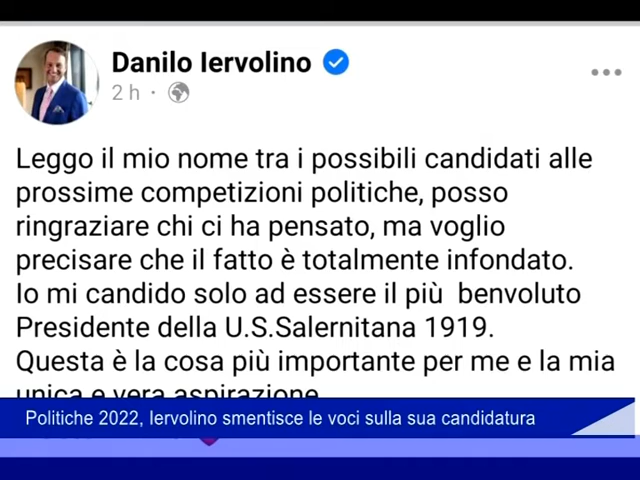 Danilo Iervolino
2 h
Leggo il mio nome tra i possibili candidati alle
prossime competizioni politiche, posso
ringraziare chi ci ha pensato, ma voglio
precisare che il fatto è totalmente infondato.
Io mi candido solo ad essere il più benvoluto
Presidente della U.S.Salernitana 1919.
Questa è la cosa più importante per me e la mia
unica e vera aspirazione
Politiche 2022, Iervolino smentisce le voci sulla sua candidatura